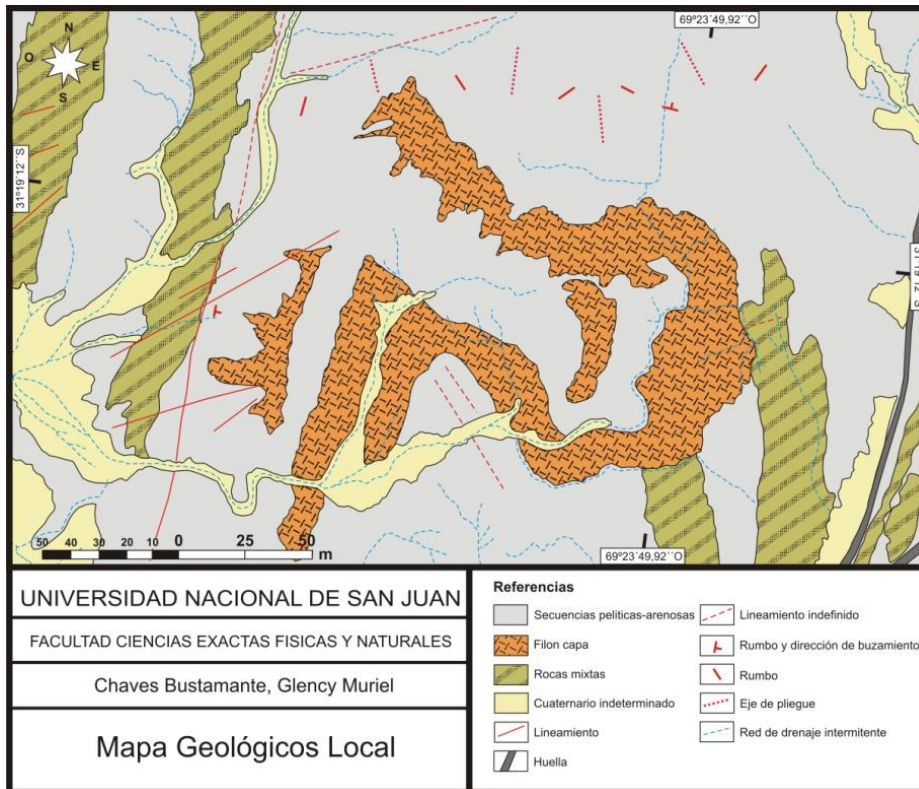 N
O
E
S
69º23´49,92´´O
31º19´12´´S
31º19´12´´S
50 40 30 20 10 0 25 50
m
69º23´49,92´´O
UNIVERSIDAD NACIONAL DE SAN JUAN
FACULTAD CIENCIAS EXACTAS FISICAS Y NATURALES
Chaves Bustamante, Glency Muriel
Mapa Geológicos Local
Referencias
Secuencias pelíticas-arenosas
Filon capa
Rocas mixtas
Cuaternario indeterminado
Lineamiento
Huella
Lineamiento indefinido
Rumbo y dirección de buzamiento
Rumbo
Eje de pliegue
Red de drenaje intermitente